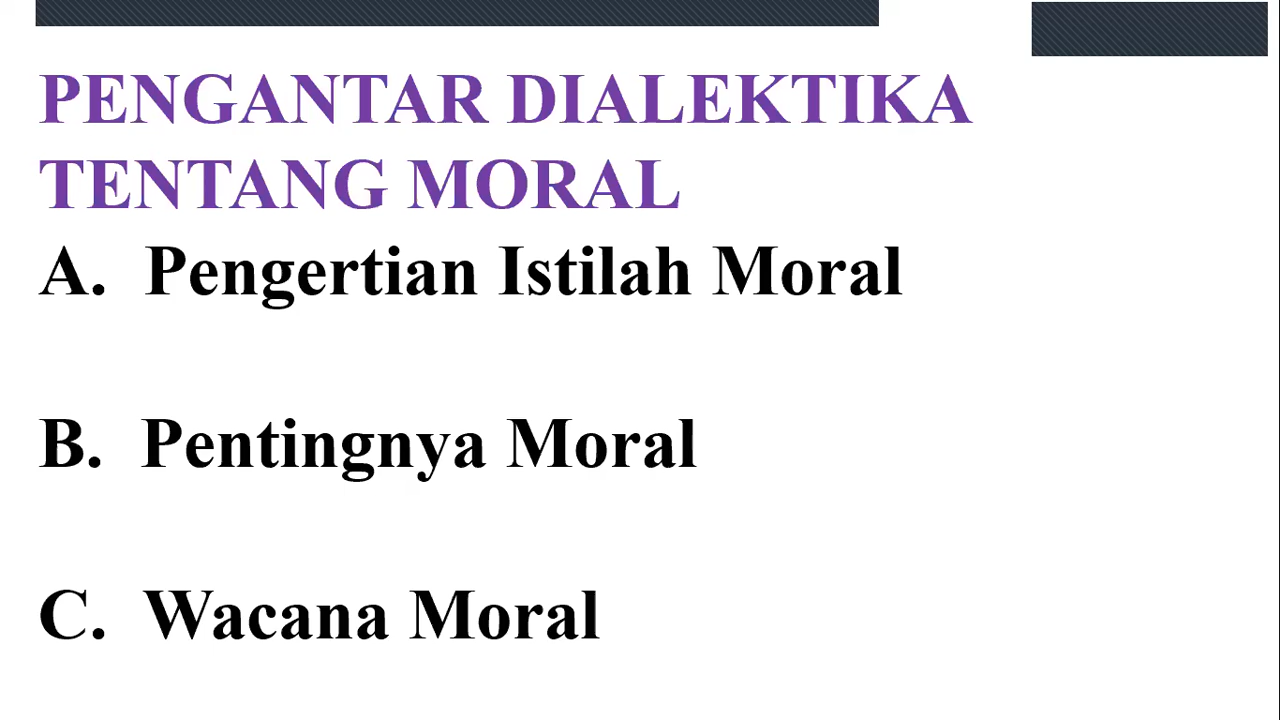 PENGANTAR DIALEKTIKA
TENTANG MORAL
A. Pengertian Istilah Moral
B. Pentingnya Moral
C. Wacana Moral